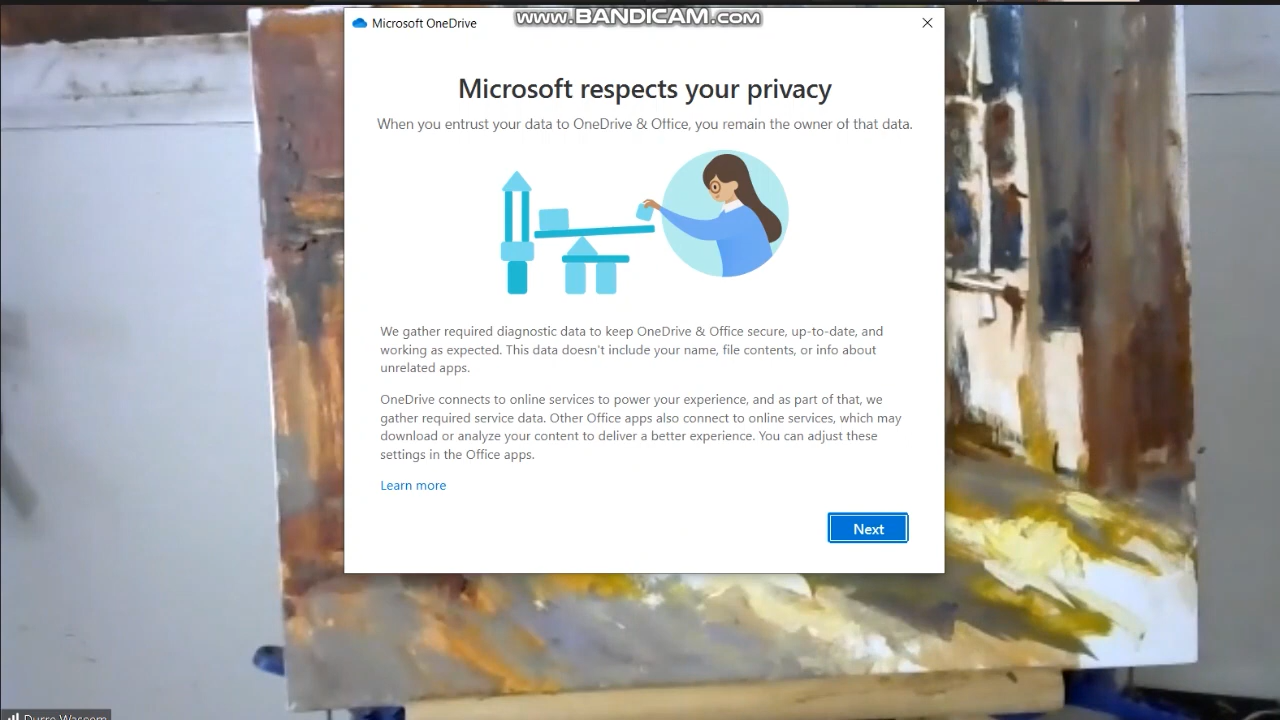 www.BANDICAM.com
Microsoft OneDrive
Microsoft respects your privacy
When you entrust your data to OneDrive & Office, you remain the owner of that data.
We gather required diagnostic data to keep OneDrive & Office secure, up-to-date, and
working as expected. This data doesn't include your name, file contents, or info about
unrelated apps.
OneDrive connects to online services to power your experience, and as part of that, we
gather required service data. Other Office apps also connect to online services, which may
download or analyze your content to deliver a better experience. You can adjust these
settings in the Office apps.
Learn more
Next
Durre Waseem